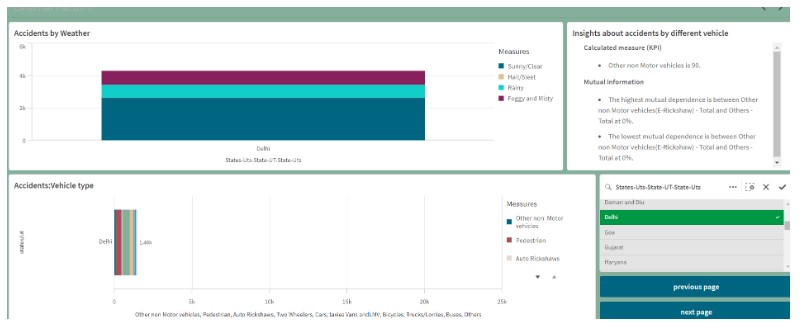 Accidents by Weather
6k
4k
2k
0
Delhi
States-Uts-State-UT-State-Uts
Measures
Sunny/Clear
Hail/Sleet
Rainy
Foggy and Misty
Insights about accidents by different vehicle
Calculated measure (KPI)
• Other non Motor vehicles is 90.
Mutual information
• The highest mutual dependence is between Other
non Motor vehicles(E-Rickshaw) - Total and Others -
Total at 0%.
• The lowest mutual dependence is between Other
non Motor vehicles(E-Rickshaw) - Total and Others -
Total at 0%.
Accidents:Vehicle type
Delhi
1.46k
0
5k
10k
15k
20k
25k
Other non Motor vehicles, Pedestrian, Auto Rickshaws, Two Wheelers, Cars, taxies Vans andLMV, Bicycles, Trucks/Lorries, Buses, Others
Measures
Other non Motor
vehicles
Pedestrian
Auto Rickshaws
States-Uts-State-UT-State-Uts
Daman and Diu
Delhi
Goa
Gujarat
Haryana
previous page
next page